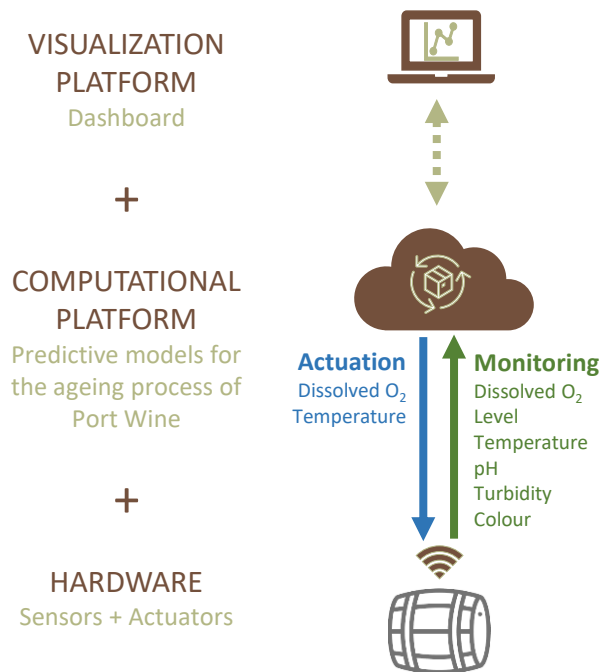 VISUALIZATION
PLATFORM
Dashboard
+
COMPUTATIONAL
PLATFORM
Predictive models for
the ageing process of
Port Wine
Actuation
Dissolved O₂
Temperature
Monitoring
Dissolved O₂
Level
Temperature
pH
Turbidity
Colour
+
HARDWARE
Sensors + Actuators